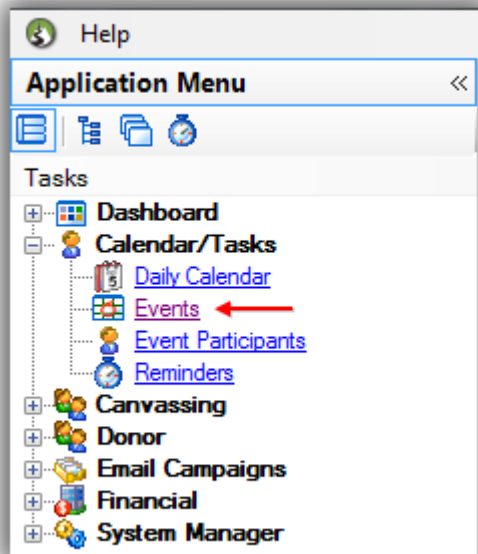 Help
Application Menu
Tasks
Dashboard
Calendar/Tasks
Daily Calendar
Events
Event Participants
Reminders
Canvassing
Donor
Email Campaigns
Financial
System Manager